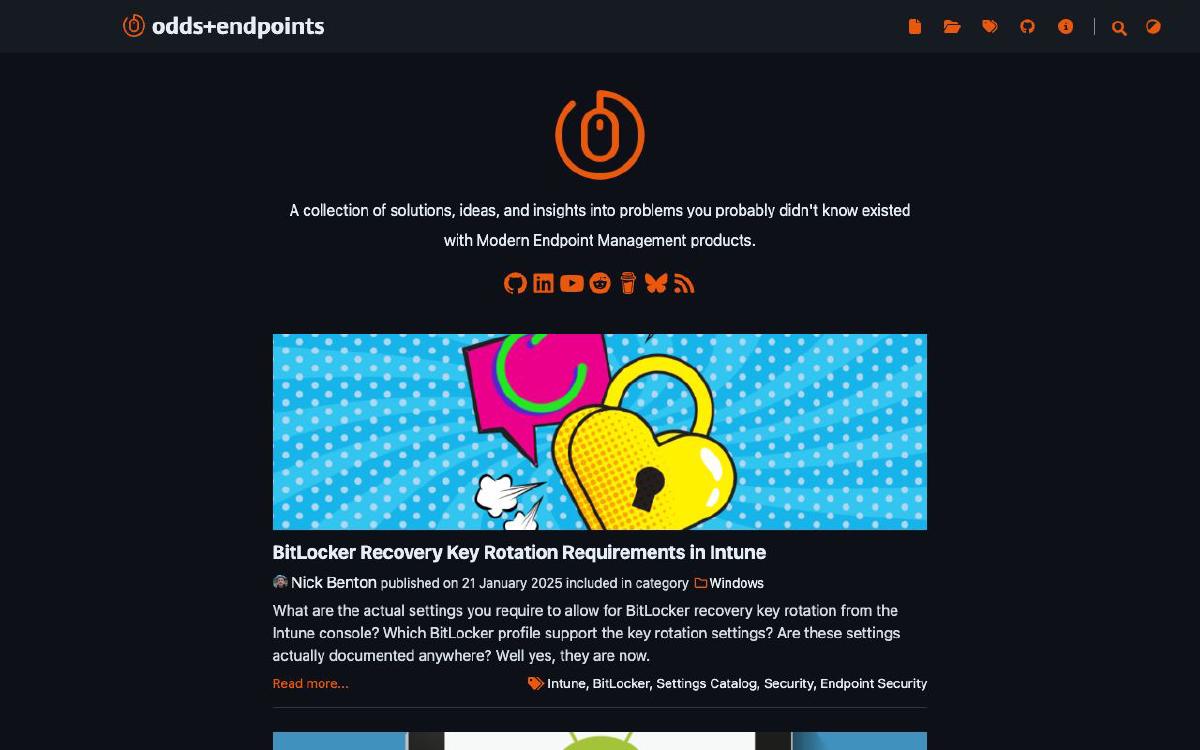 odds+endpoints
A collection of solutions, ideas, and insights into problems you probably didn't know existed
with Modern Endpoint Management products.
BitLocker Recovery Key Rotation Requirements in Intune
Nick Benton published on 21 January 2025 included in category Windows
What are the actual settings you require to allow for BitLocker recovery key rotation from the
Intune console? Which BitLocker profile support the key rotation settings? Are these settings
actually documented anywhere? Well yes, they are now.
Read more... Intune, BitLocker, Settings Catalog, Security, Endpoint Security